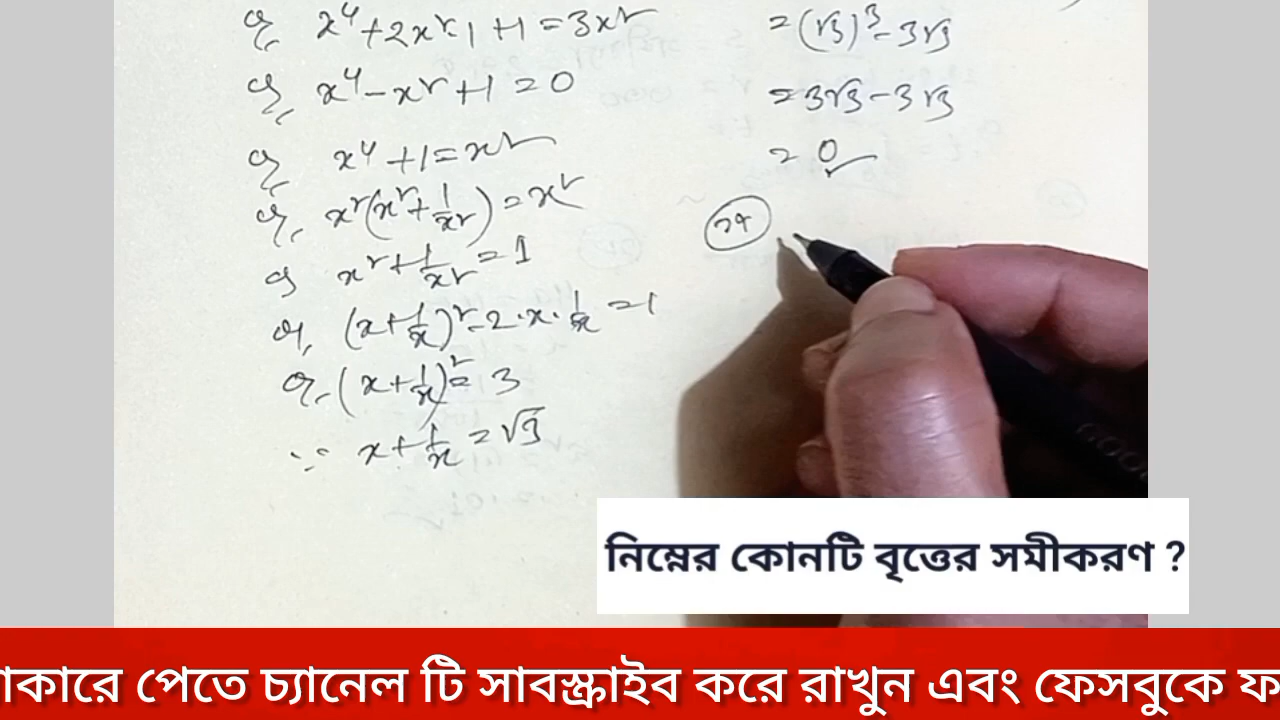 বা, x⁴+2x²·1+1=3x²
বা, x⁴-x²+1=0
বা, x⁴+1=x²
বা, x²(x²+1/x²)=x²
বা x²+1/x²=1
বা, (x+1/x)²-2·x·1/x=1
বা, (x+1/x)²=3
∴ x+1/x=√3
=(√3)³-3√3
=3√3-3√3
=0
নিম্নের কোনটি বৃত্তের সমীকরণ ?
াকারে পেতে চ্যানেল টি সাবস্ক্রাইব করে রাখুন এবং ফেসবুকে ফ